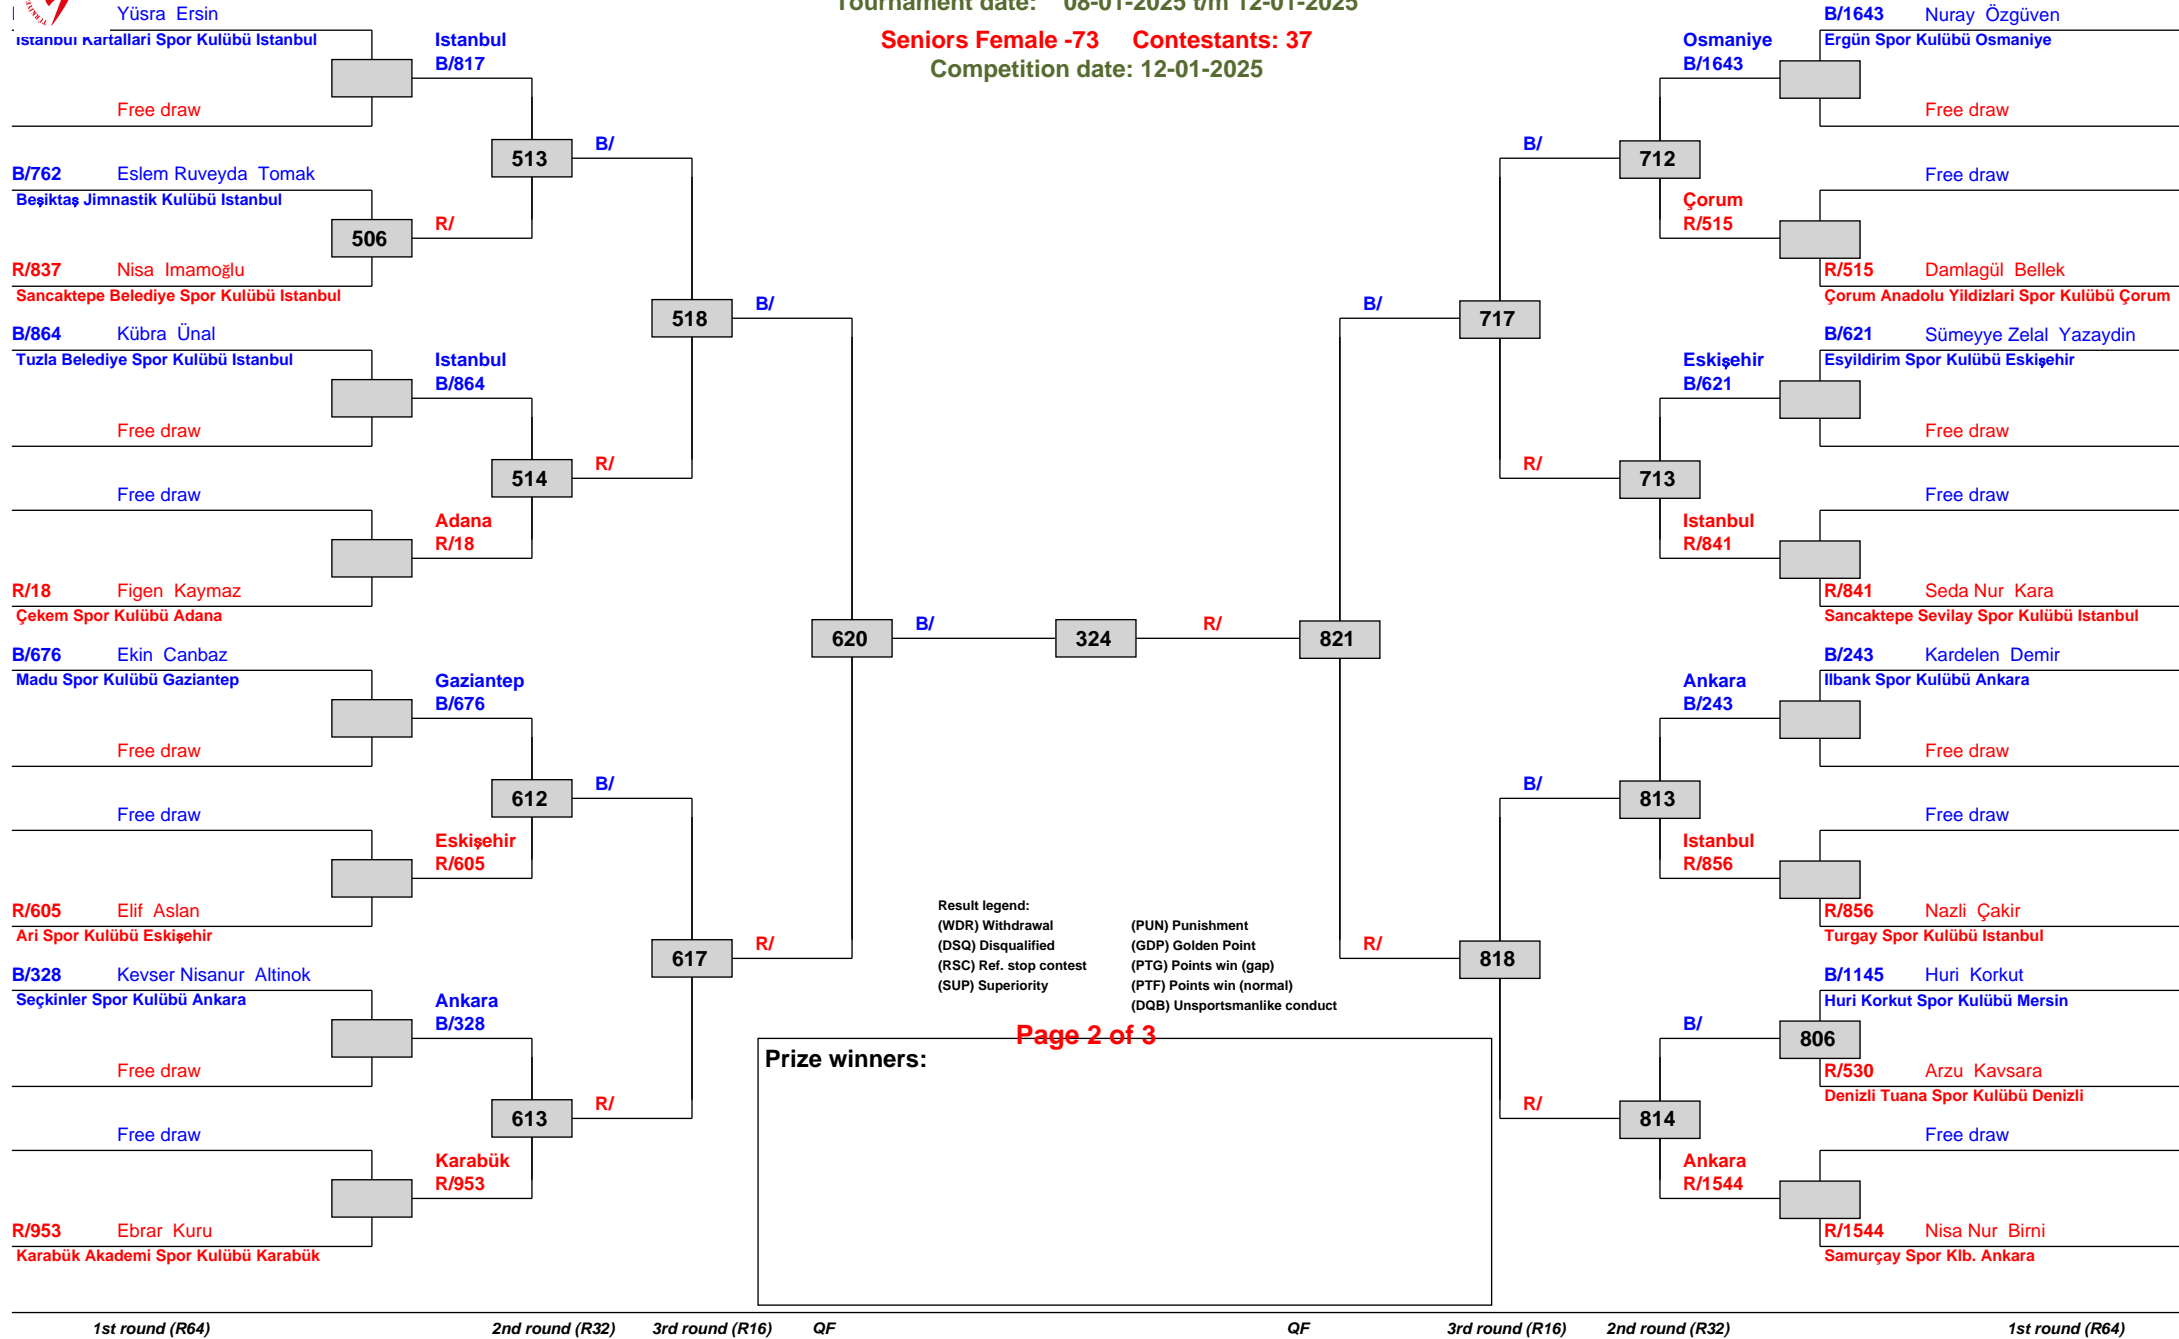 Tournament date: 08-01-2025 t/m 12-01-2025
Seniors Female -73 Contestants: 37
Competition date: 12-01-2025
TÜRKİYE
Yüsra Ersin
Istanbul Kartallari Spor Kulübü Istanbul
Free draw
Istanbul
B/817
B/762 Eslem Ruveyda Tomak
Beşiktaş Jimnastik Kulübü Istanbul
506
R/837 Nisa Imamoğlu
Sancaktepe Belediye Spor Kulübü Istanbul
R/
513
B/
B/864 Kübra Ünal
Tuzla Belediye Spor Kulübü Istanbul
Free draw
Istanbul
B/864
Free draw
R/18 Figen Kaymaz
Çekem Spor Kulübü Adana
Adana
R/18
514
R/
518
B/
B/676 Ekin Canbaz
Madu Spor Kulübü Gaziantep
Free draw
Gaziantep
B/676
Free draw
R/605 Elif Aslan
Ari Spor Kulübü Eskişehir
Eskişehir
R/605
612
B/
B/328 Kevser Nisanur Altinok
Seçkinler Spor Kulübü Ankara
Free draw
Ankara
B/328
Free draw
R/953 Ebrar Kuru
Karabük Akademi Spor Kulübü Karabük
Karabük
R/953
613
R/
617
R/
620
B/
324
R/
821
B/1643 Nuray Özgüven
Ergün Spor Kulübü Osmaniye
Free draw
Osmaniye
B/1643
Free draw
R/515 Damlagül Bellek
Çorum Anadolu Yildizlari Spor Kulübü Çorum
Çorum
R/515
712
B/
B/621 Sümeyye Zelal Yazaydin
Esyildirim Spor Kulübü Eskişehir
Free draw
Eskişehir
B/621
Free draw
R/841 Seda Nur Kara
Sancaktepe Sevilay Spor Kulübü Istanbul
Istanbul
R/841
713
R/
717
B/
B/243 Kardelen Demir
Ilbank Spor Kulübü Ankara
Free draw
Ankara
B/243
Free draw
R/856 Nazli Çakir
Turgay Spor Kulübü Istanbul
Istanbul
R/856
813
B/
B/1145 Huri Korkut
Huri Korkut Spor Kulübü Mersin
806
R/530 Arzu Kavsara
Denizli Tuana Spor Kulübü Denizli
B/
Free draw
R/1544 Nisa Nur Birni
Samurçay Spor Klb. Ankara
Ankara
R/1544
814
R/
818
R/
Result legend:
(WDR) Withdrawal (PUN) Punishment
(DSQ) Disqualified (GDP) Golden Point
(RSC) Ref. stop contest (PTG) Points win (gap)
(SUP) Superiority (PTF) Points win (normal)
(DQB) Unsportsmanlike conduct
Page 2 of 3
Prize winners:
1st round (R64) 2nd round (R32) 3rd round (R16) QF QF 3rd round (R16) 2nd round (R32) 1st round (R64)